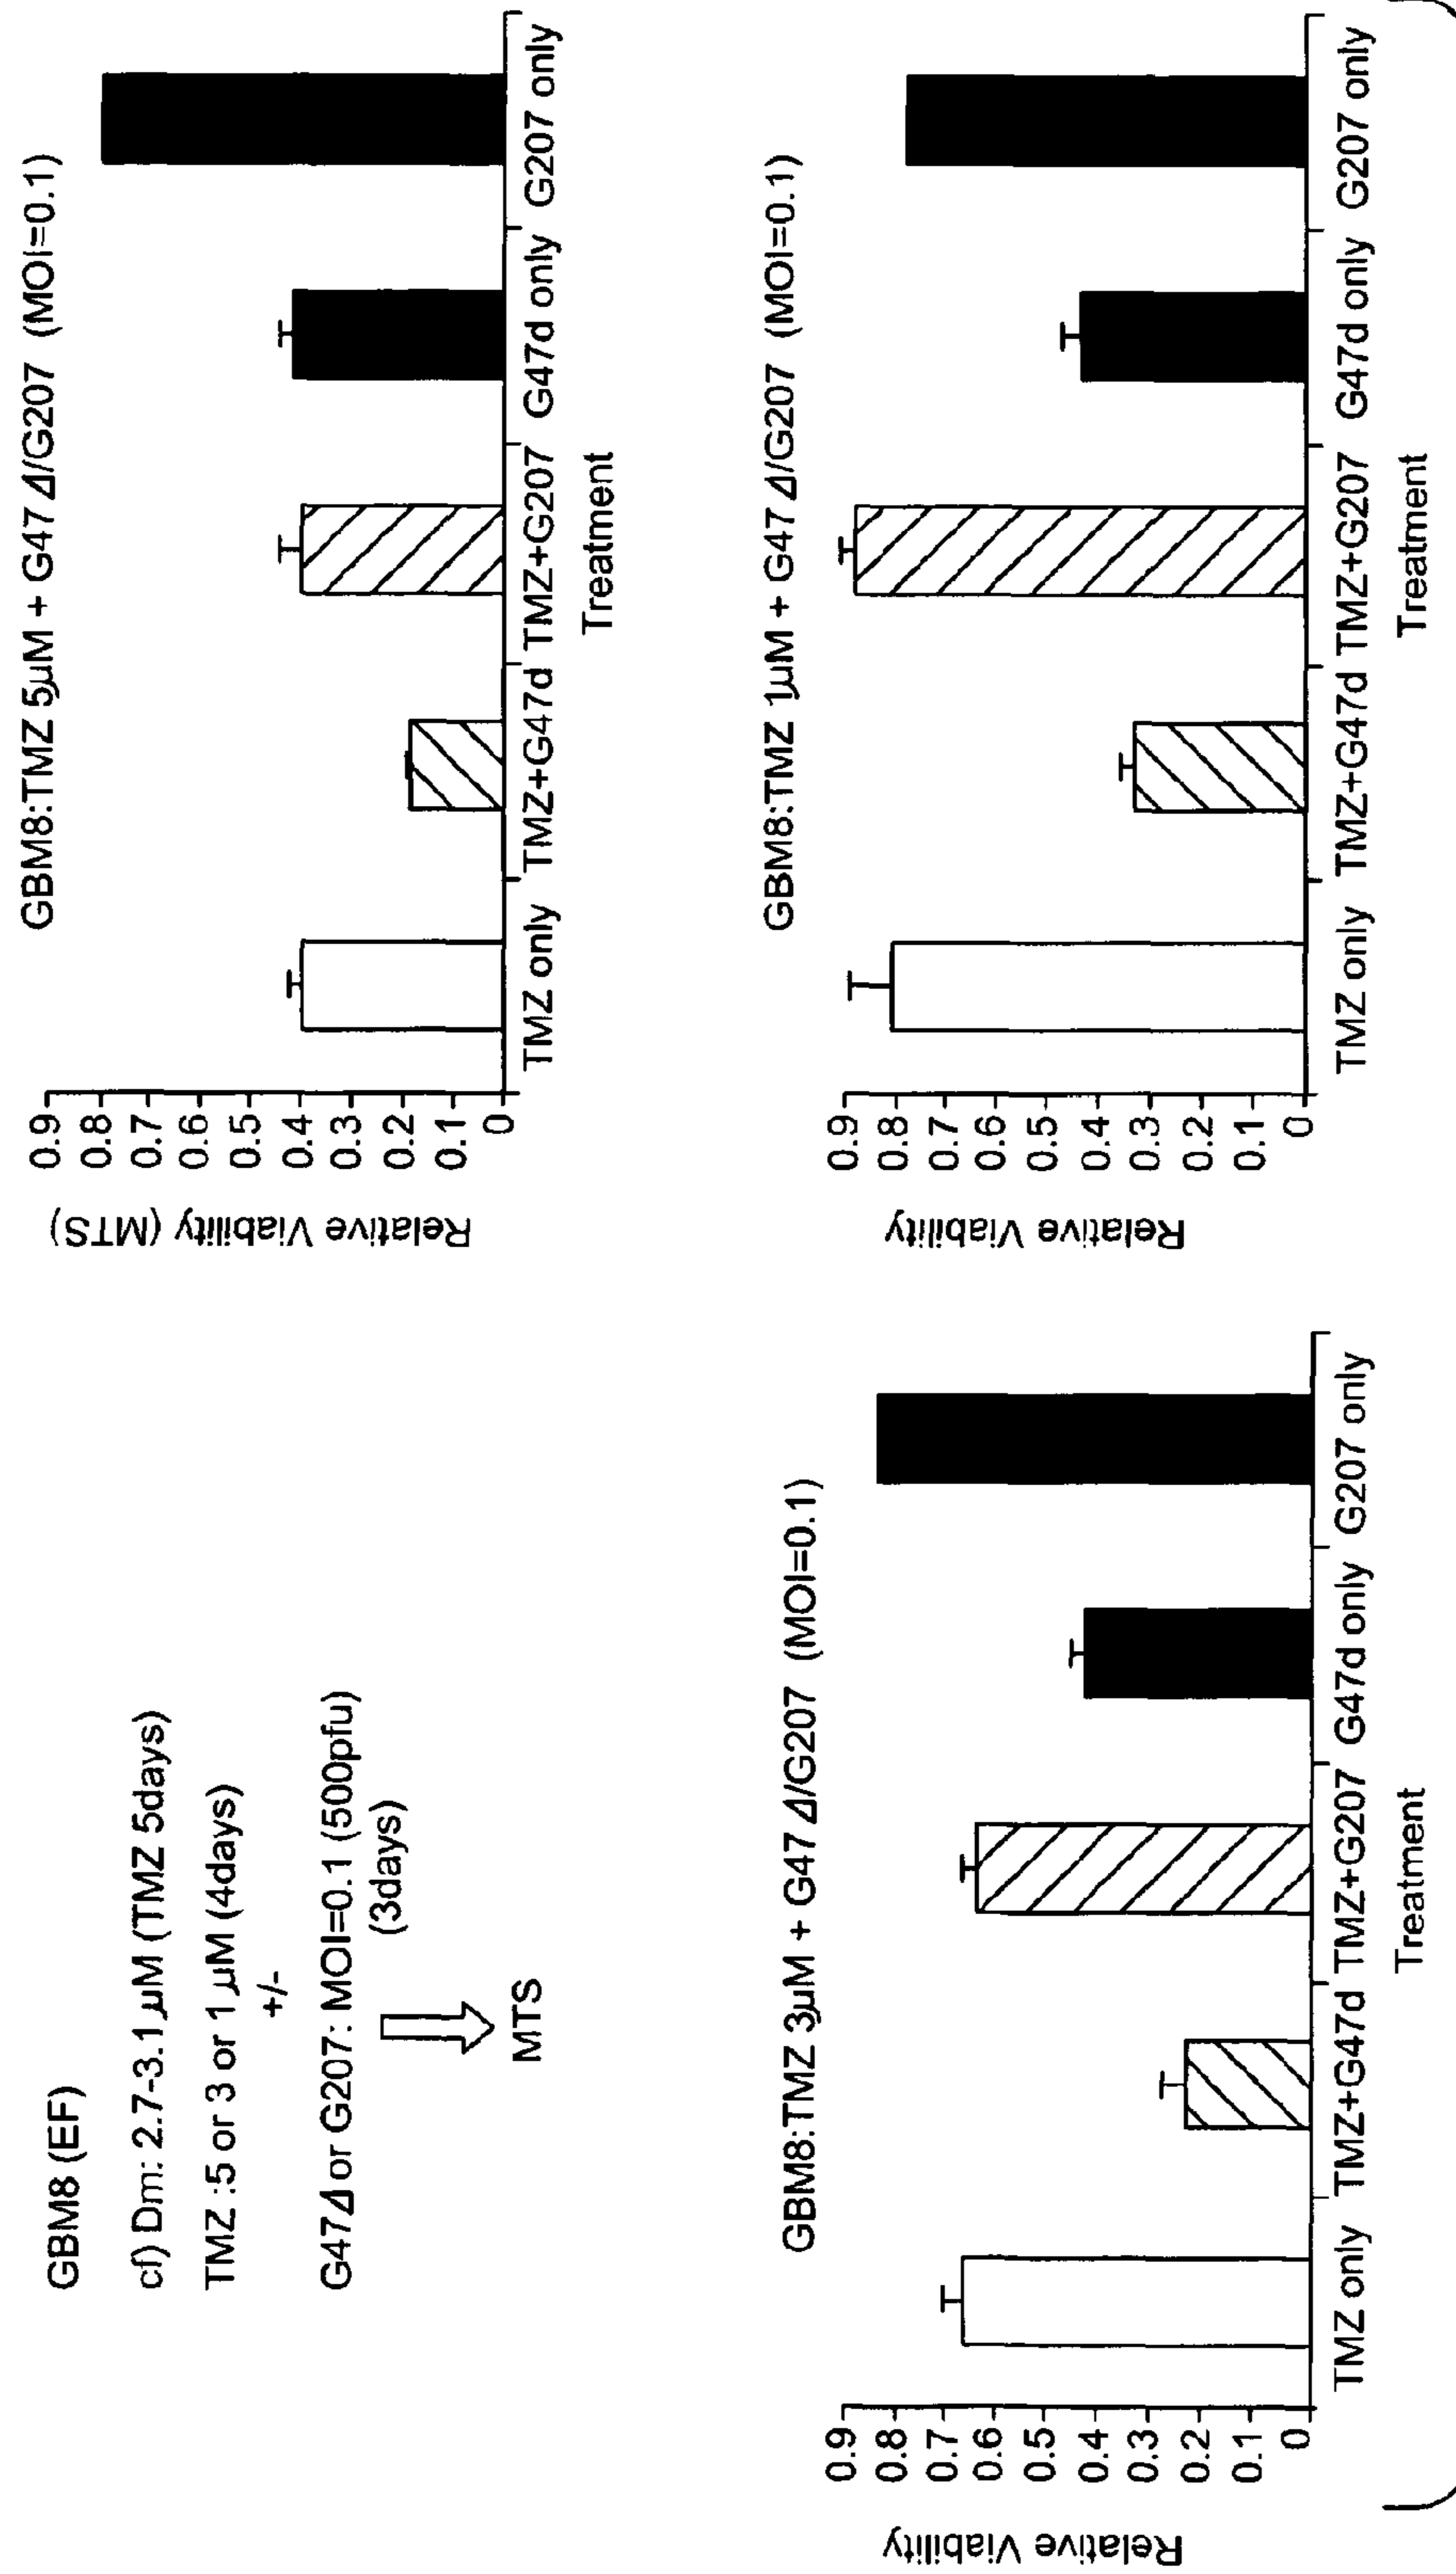 GBM8 (EF)
cf) Dm: 2.7-3.1µM (TMZ 5days)
TMZ :5 or 3 or 1µM (4days)
+/-
G47Δ or G207: MOI=0.1 (500pfu)
(3days)
MTS
GBM8:TMZ 5µM + G47Δ/G207 (MOI=0.1)
Relative Viability (MTS)
0.9
0.8
0.7
0.6
0.5
0.4
0.3
0.2
0.1
0
TMZ only TMZ+G47d TMZ+G207 G47d only G207 only
Treatment
GBM8:TMZ 3µM + G47Δ/G207 (MOI=0.1)
Relative Viability
0.9
0.8
0.7
0.6
0.5
0.4
0.3
0.2
0.1
0
TMZ only TMZ+G47d TMZ+G207 G47d only G207 only
Treatment
GBM8:TMZ 1µM + G47Δ/G207 (MOI=0.1)
Relative Viability
0.9
0.8
0.7
0.6
0.5
0.4
0.3
0.2
0.1
0
TMZ only TMZ+G47d TMZ+G207 G47d only G207 only
Treatment